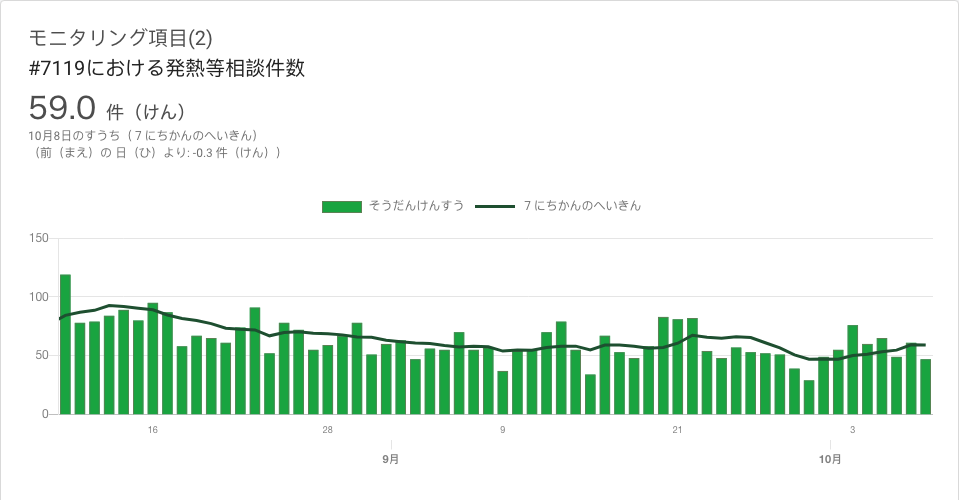 モニタリング項目(2)
#7119における発熱等相談件数
59.0 件（けん）
10月8日のすうち（７にちかんのへいきん）
（前（まえ）の 日（ひ）より: -0.3 件（けん））
そうだんけんすう ７にちかんのへいきん
150
100
50
0
16 28 9 21 3
9月 10月